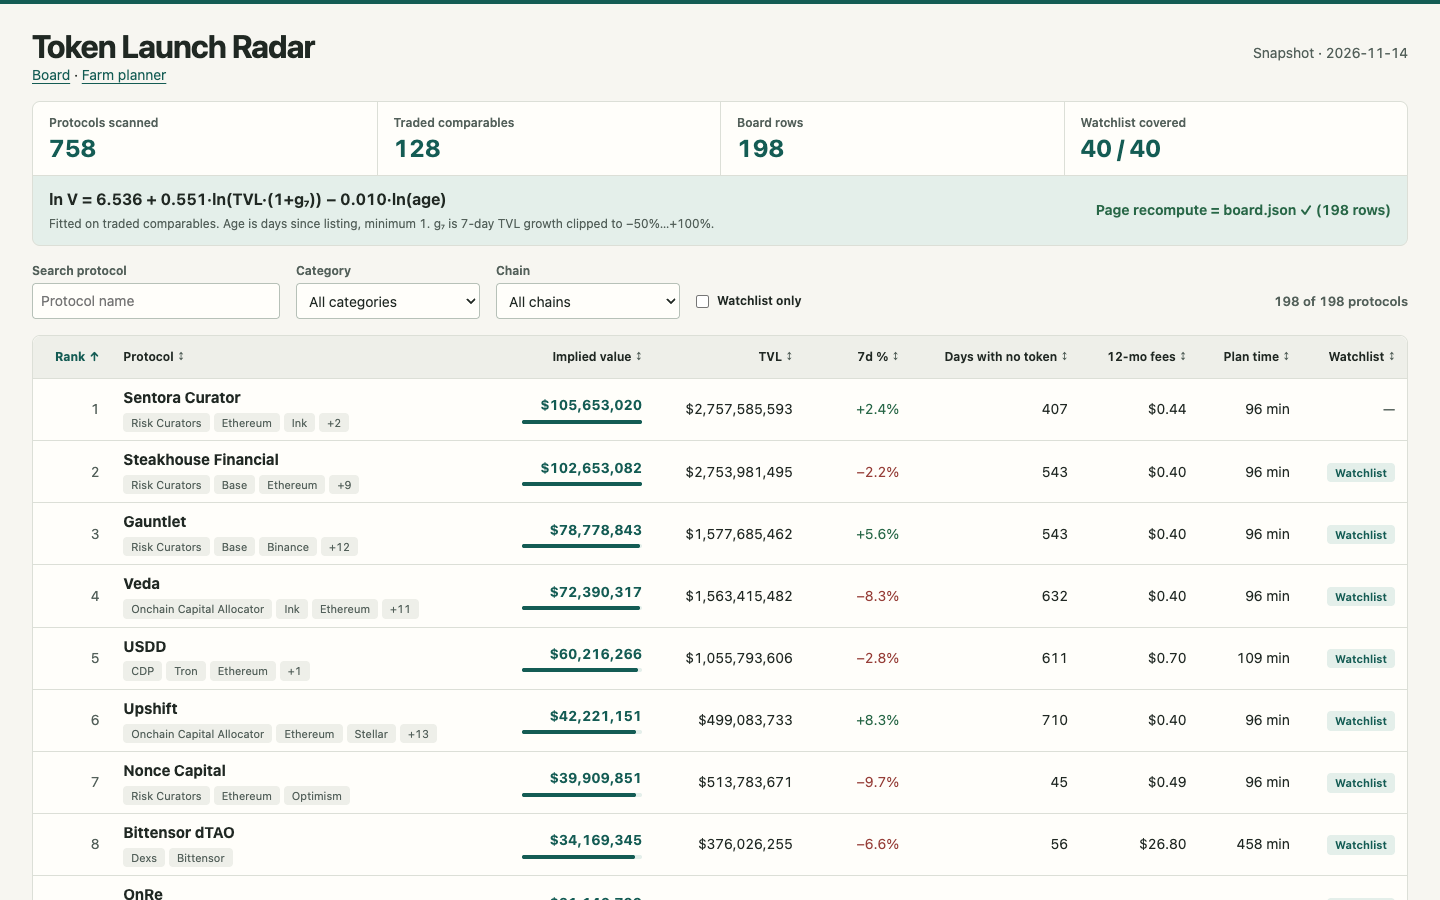 Token Launch Radar
Board · Farm planner
Snapshot · 2026-11-14
Protocols scanned
758
Traded comparables
128
Board rows
198
Watchlist covered
40 / 40
ln V = 6.536 + 0.551·ln(TVL·(1+g₇)) − 0.010·ln(age)
Fitted on traded comparables. Age is days since listing, minimum 1. g₇ is 7-day TVL growth clipped to −50%…+100%.
Page recompute = board.json ✓ (198 rows)
Search protocol
Protocol name
Category
All categories
Chain
All chains
Watchlist only
198 of 198 protocols
Rank ↑ Protocol ↕ Implied value ↕ TVL ↕ 7d % ↕ Days with no token ↕ 12-mo fees ↕ Plan time ↕ Watchlist ↕
1 Sentora Curator $105,653,020 $2,757,585,593 +2.4% 407 $0.44 96 min —
Risk Curators Ethereum Ink +2
2 Steakhouse Financial $102,653,082 $2,753,981,495 −2.2% 543 $0.40 96 min Watchlist
Risk Curators Base Ethereum +9
3 Gauntlet $78,778,843 $1,577,685,462 +5.6% 543 $0.40 96 min Watchlist
Risk Curators Base Binance +12
4 Veda $72,390,317 $1,563,415,482 −8.3% 632 $0.40 96 min Watchlist
Onchain Capital Allocator Ink Ethereum +11
5 USDD $60,216,266 $1,055,793,606 −2.8% 611 $0.70 109 min Watchlist
CDP Tron Ethereum +1
6 Upshift $42,221,151 $499,083,733 +8.3% 710 $0.40 96 min Watchlist
Onchain Capital Allocator Ethereum Stellar +13
7 Nonce Capital $39,909,851 $513,783,671 −9.7% 45 $0.49 96 min Watchlist
Risk Curators Ethereum Optimism
8 Bittensor dTAO $34,169,345 $376,026,255 −6.6% 56 $26.80 458 min Watchlist
Dexs Bittensor
OnRe